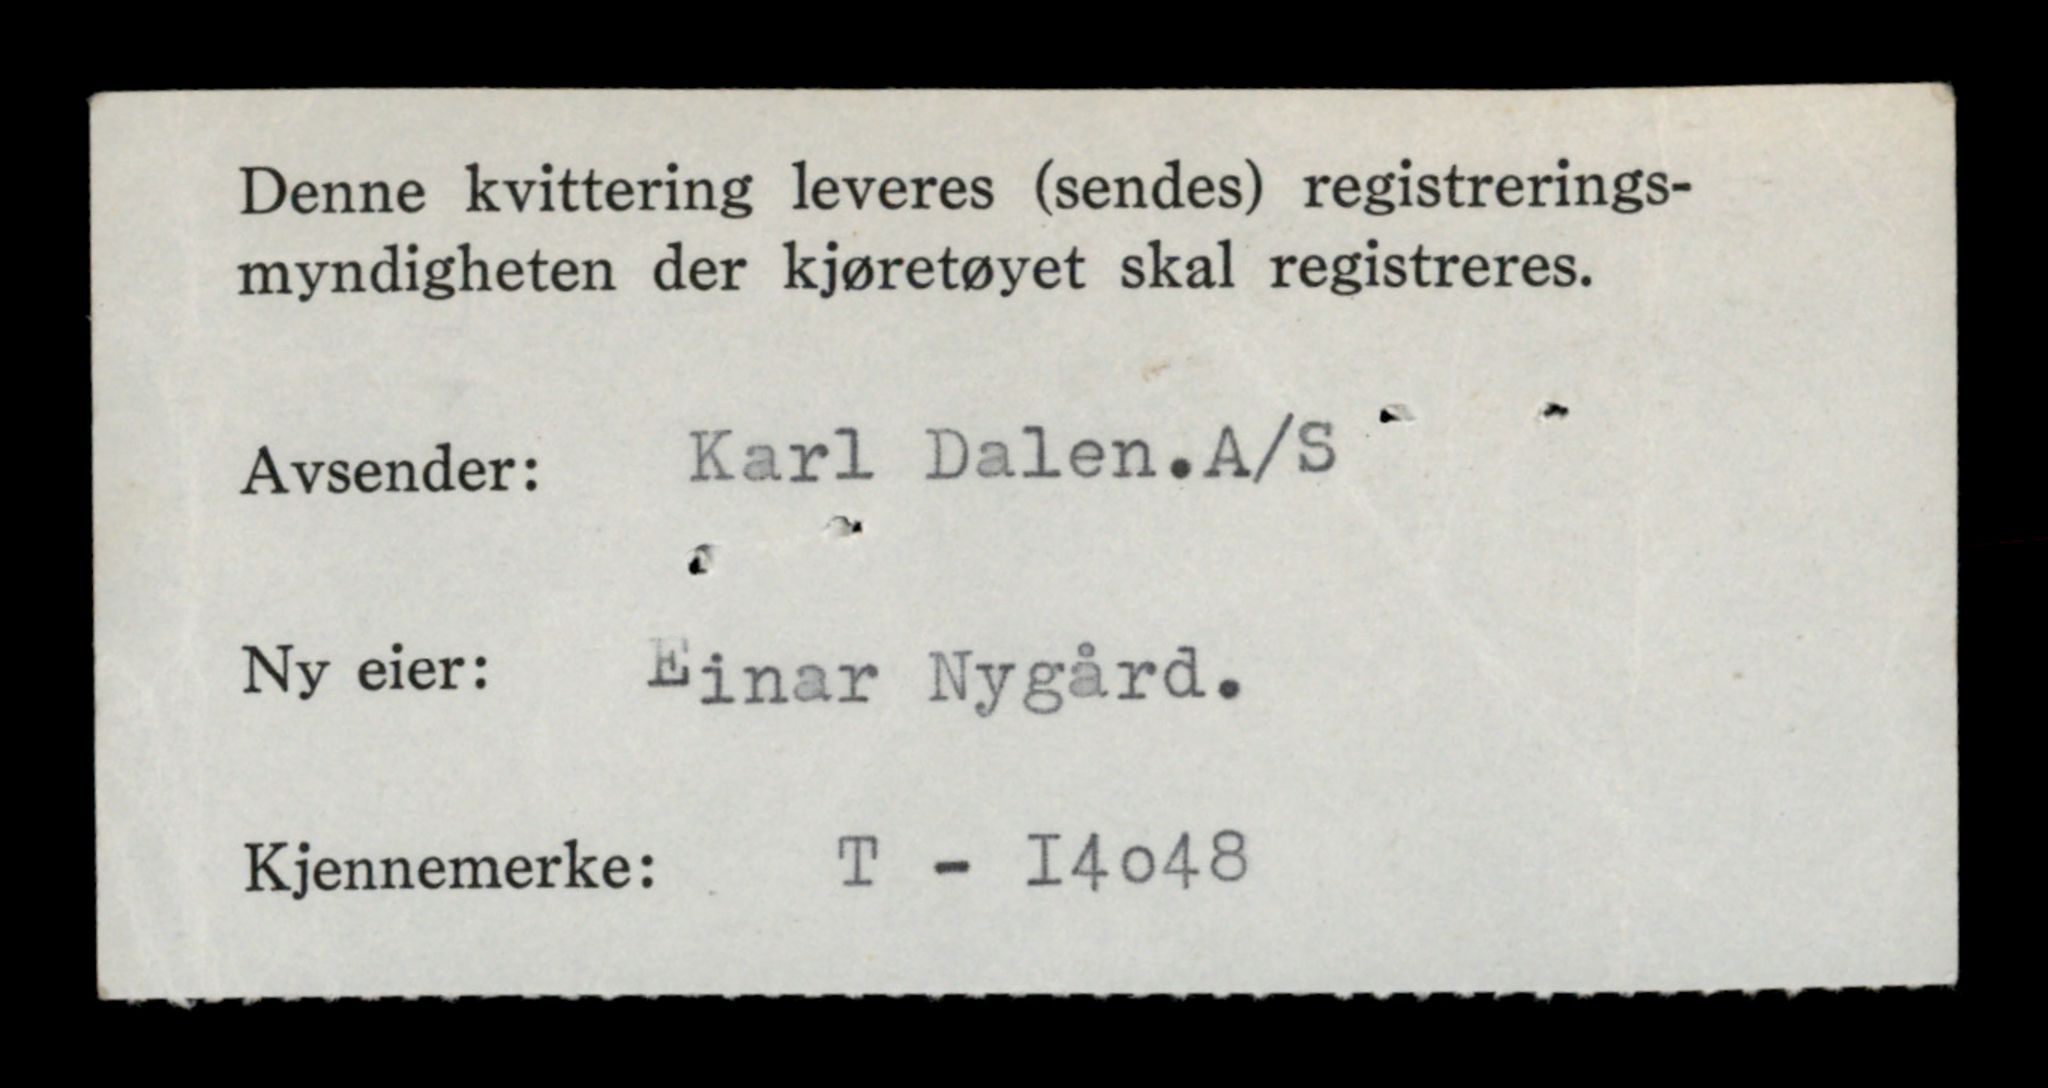 Denne kvittering leveres (sendes) registrerings-
myndigheten der kjøretøyet skal registreres.
Avsender: Karl Dalen.A/S
Ny eier: Einar Nygård.
Kjennemerke: T - I4o48